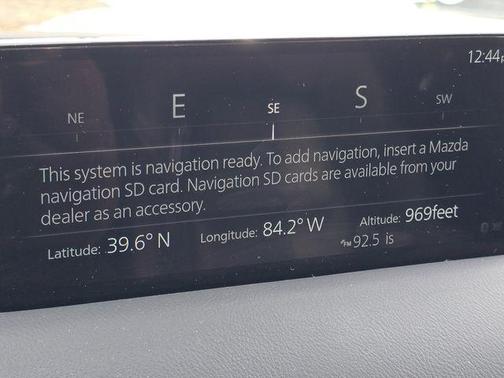 12:44
NE E SE S SW
This system is navigation ready. To add navigation, insert a Mazda
navigation SD card. Navigation SD cards are available from your
dealer as an accessory.
Latitude: 39.6° N Longitude: 84.2° W Altitude: 969feet
FM 92.5 is